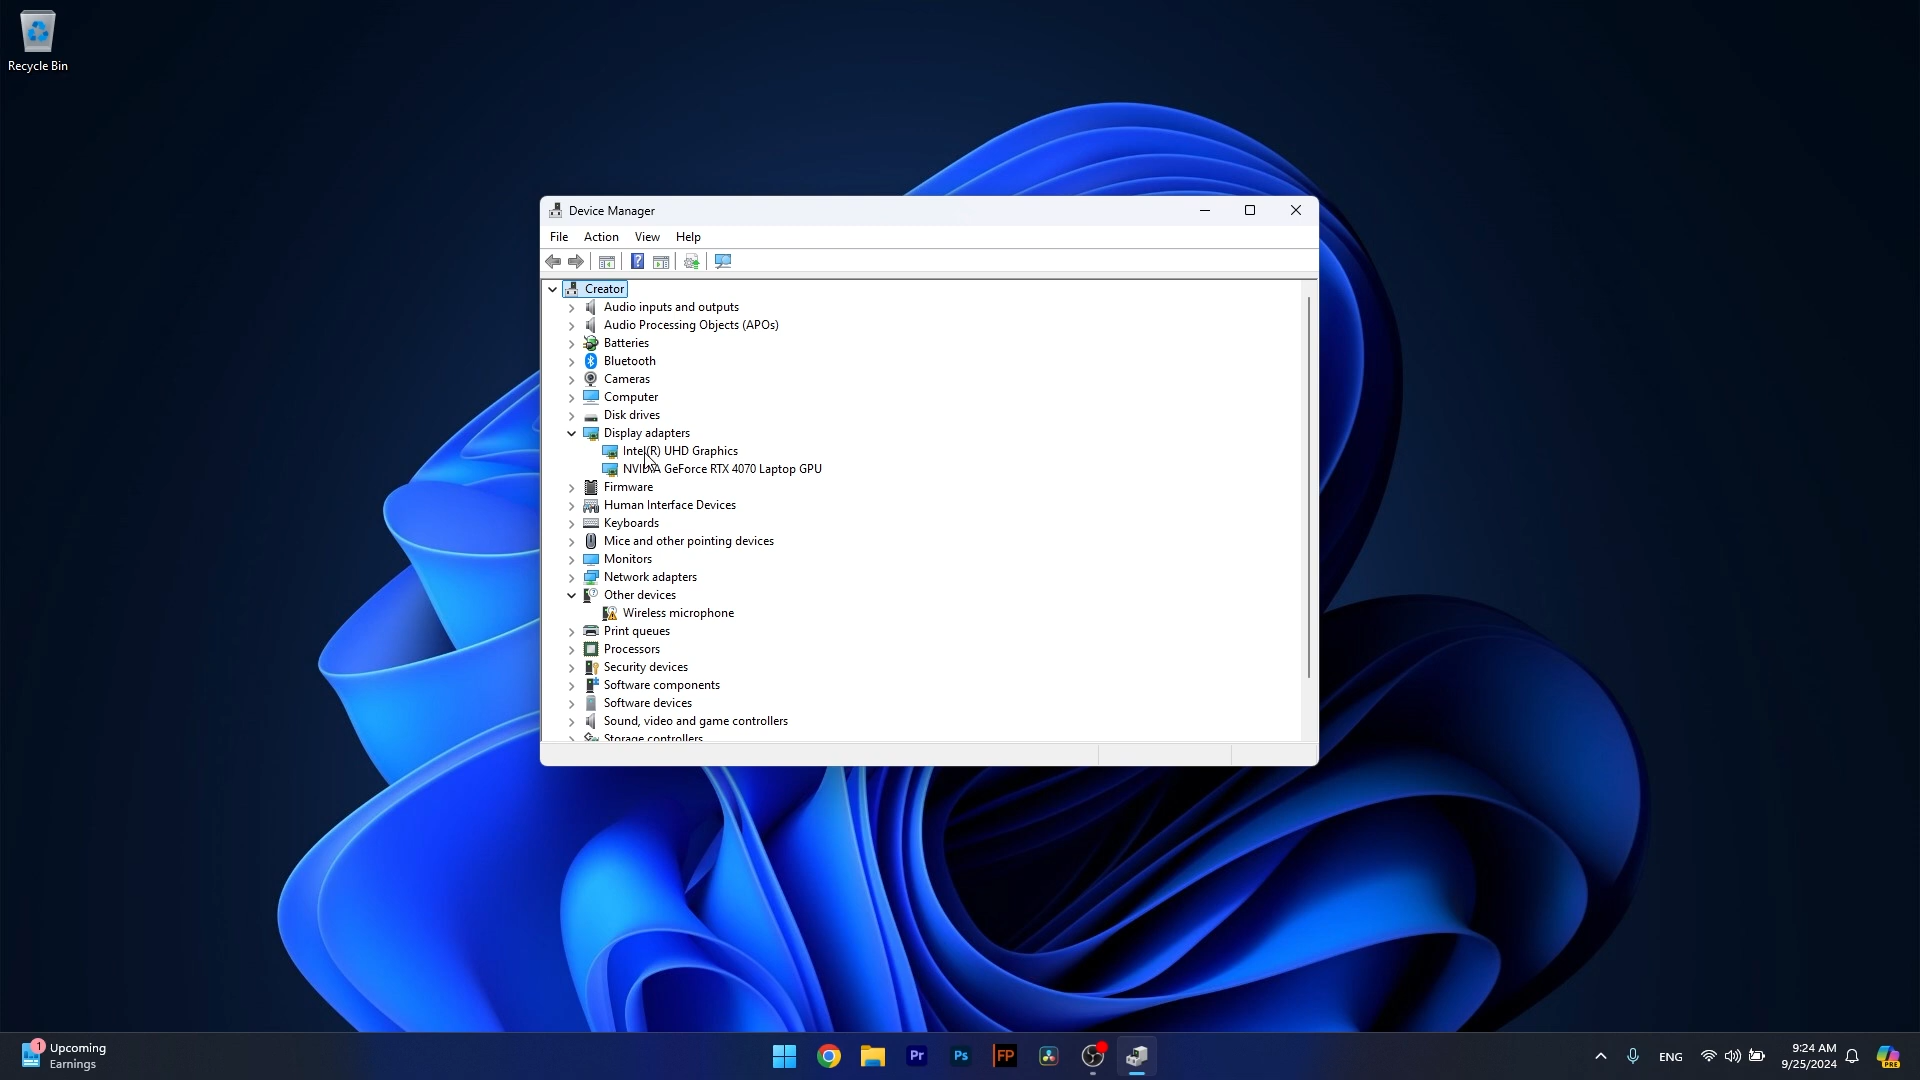 Recycle Bin
Device Manager
File Action View Help
Creator
Audio inputs and outputs
Audio Processing Objects (APOs)
Batteries
Bluetooth
Cameras
Computer
Disk drives
Display adapters
Intel(R) UHD Graphics
NVIDIA GeForce RTX 4070 Laptop GPU
Firmware
Human Interface Devices
Keyboards
Mice and other pointing devices
Monitors
Network adapters
Other devices
Wireless microphone
Print queues
Processors
Security devices
Software components
Software devices
Sound, video and game controllers
Storage controllers
1
Upcoming
Earnings
Pr
Ps
FP
ENG
9:24 AM
9/25/2024
PRE